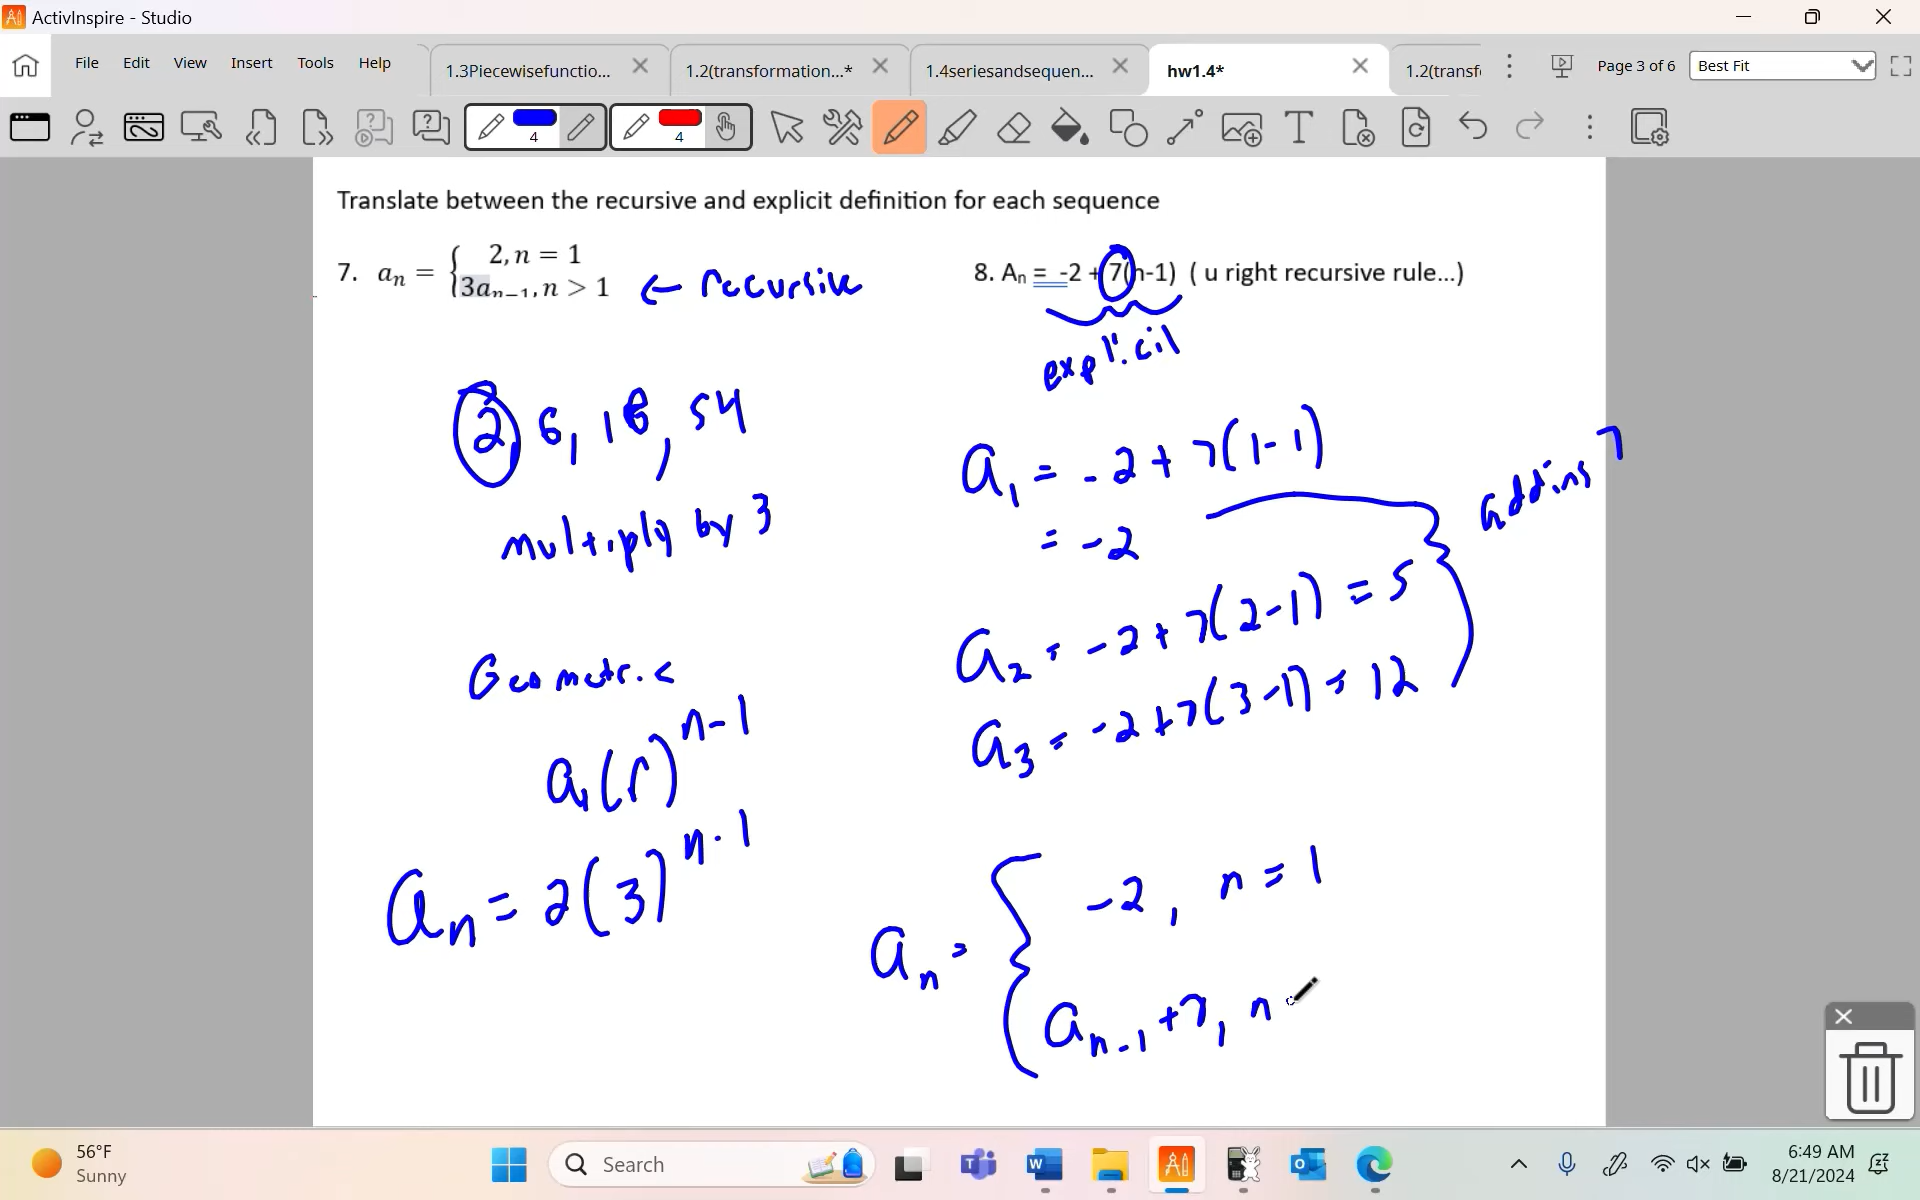 ActivInspire - Studio
File Edit View Insert Tools Help
1.3Piecewisefunctio... 1.2(transformation...* 1.4seriesandsequen... hw1.4* 1.2(transf
Page 3 of 6 Best Fit
4 4
Translate between the recursive and explicit definition for each sequence
7. aₙ = { 2, n = 1
3aₙ₋₁, n > 1 ← recursive
8. Aₙ = -2 + 7(n-1) ( u right recursive rule...)
explicit
2, 6, 18, 54
multiply by 3
Geometric
a₁(r)ⁿ⁻¹
aₙ = 2(3)ⁿ⁻¹
a₁ = -2 + 7(1-1)
= -2
adding 7
a₂ = -2 + 7(2-1) = 5
a₃ = -2 + 7(3-1) = 12
aₙ = { -2, n = 1
aₙ₋₁ + 7, n
56°F
Sunny
Search
6:49 AM
8/21/2024